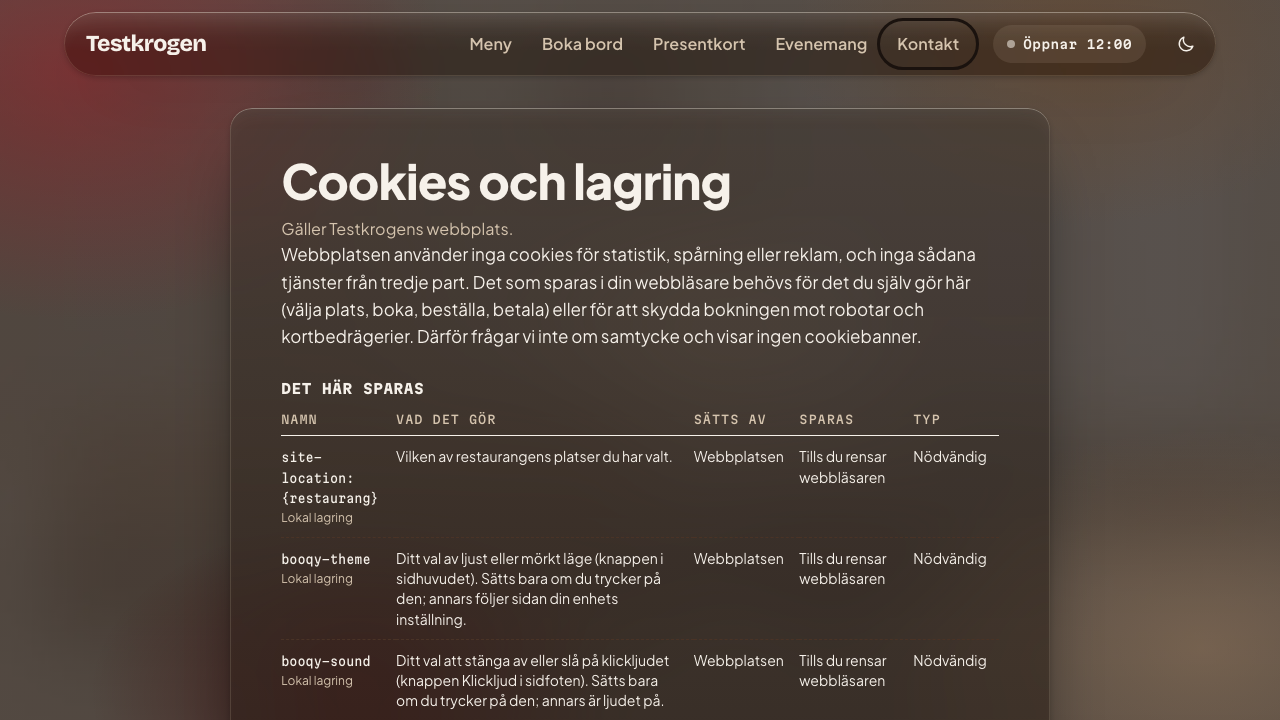 Testkrogen
Meny
Boka bord
Presentkort
Evenemang
Kontakt
Öppnar 12:00
Cookies och lagring
Gäller Testkrogens webbplats.
Webbplatsen använder inga cookies för statistik, spårning eller reklam, och inga sådana
tjänster från tredje part. Det som sparas i din webbläsare behövs för det du själv gör här
(välja plats, boka, beställa, betala) eller för att skydda bokningen mot robotar och
kortbedrägerier. Därför frågar vi inte om samtycke och visar ingen cookiebanner.
DET HÄR SPARAS
NAMN
VAD DET GÖR
SÄTTS AV
SPARAS
TYP
site-
location:
{restaurang}
Lokal lagring
Vilken av restaurangens platser du har valt.
Webbplatsen
Tills du rensar
webbläsaren
Nödvändig
booqy-theme
Lokal lagring
Ditt val av ljust eller mörkt läge (knappen i
sidhuvudet). Sätts bara om du trycker på
den; annars följer sidan din enhets
inställning.
Webbplatsen
Tills du rensar
webbläsaren
Nödvändig
booqy-sound
Lokal lagring
Ditt val att stänga av eller slå på klickljudet
(knappen Klickljud i sidfoten). Sätts bara
om du trycker på den; annars är ljudet på.
Webbplatsen
Tills du rensar
webbläsaren
Nödvändig